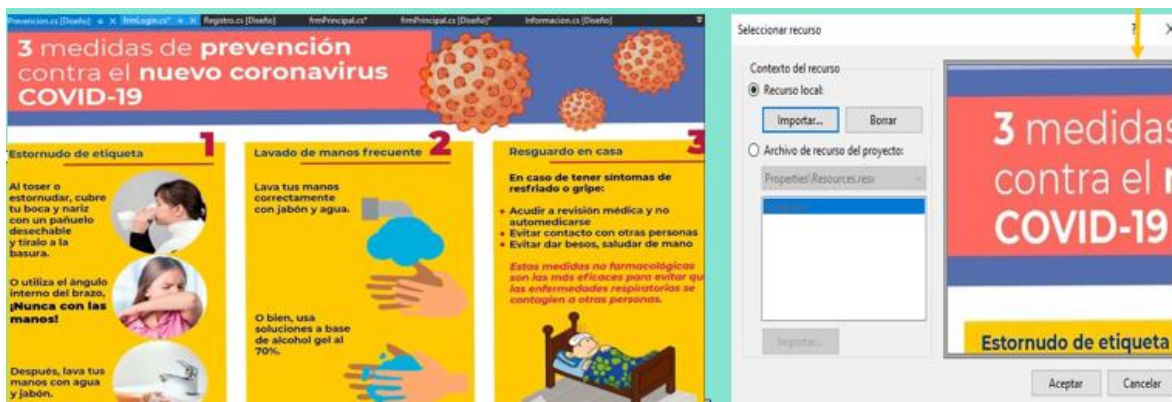 Prevencion.cs [Diseño]
frmLogin.cs*
Registro.cs [Diseño]
frmPrincipal.cs*
frmPrincipal.cs [Diseño]*
Informacion.cs [Diseño]
3 medidas de prevención
contra el nuevo coronavirus
COVID-19
1
Estornudo de etiqueta
Al toser o
estornudar, cubre
tu boca y nariz
con un pañuelo
desechable
y tíralo a la
basura.
O utiliza el ángulo
interno del brazo,
¡Nunca con las
manos!
Después, lava tus
manos con agua
y jabón.
2
Lavado de manos frecuente
Lava tus manos
correctamente
con jabón y agua.
O bien, usa
soluciones a base
de alcohol gel al
70%.
3
Resguardo en casa
En caso de tener síntomas de
resfriado o gripe:
• Acudir a revisión médica y no
automedicarse
• Evitar contacto con otras personas
• Evitar dar besos, saludar de mano
Estas medidas no farmacológicas
son las más eficaces para evitar qu
las enfermedades respiratorias se
contagien a otras personas.
Seleccionar recurso
Contexto del recurso
Recurso local:
Importar...
Borrar
Archivo de recurso del proyecto:
Properties\Resources.resx
Importar...
3 medidas
contra el n
COVID-19
Estornudo de etiqueta
Aceptar
Cancelar